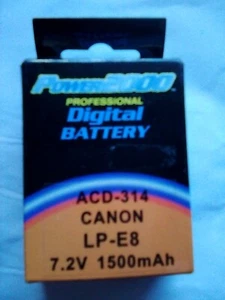 Power2000
PROFESSIONAL
Digital
BATTERY
ACD-314
CANON
LP-E8
7.2V 1500mAh